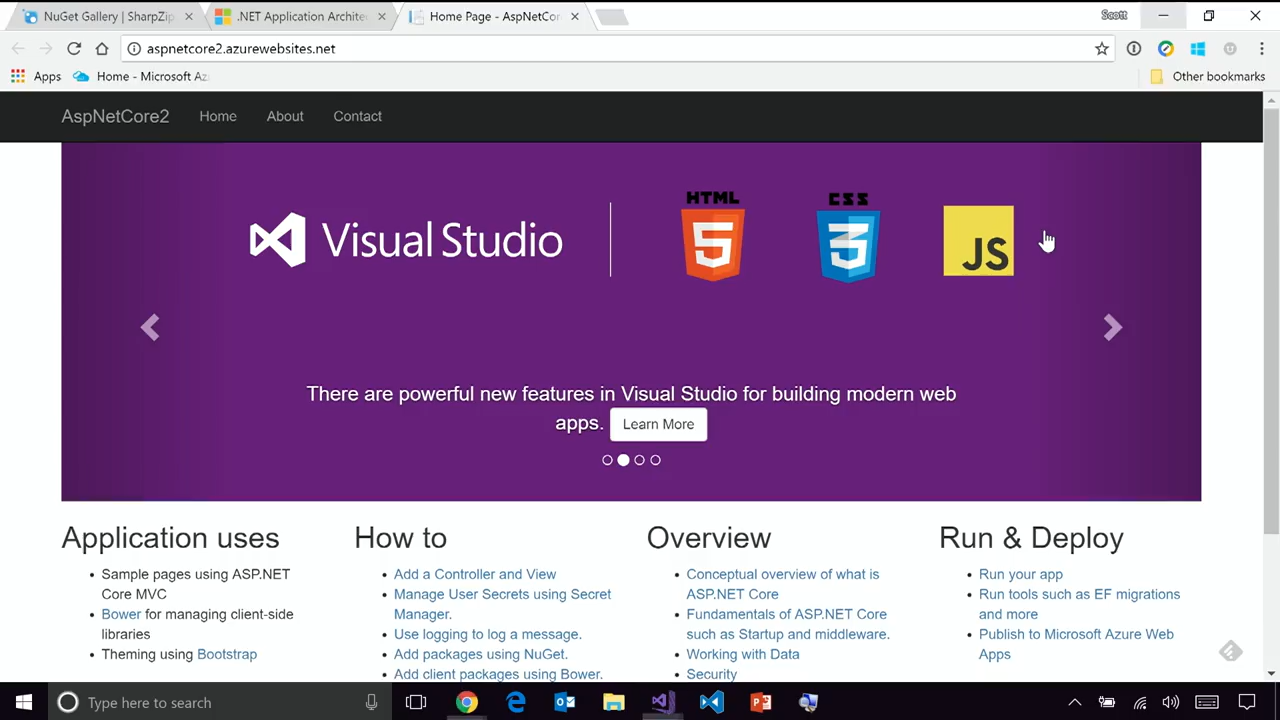 NuGet Gallery | SharpZip
.NET Application Archite
Home Page - AspNetCor
Scott
aspnetcore2.azurewebsites.net
Apps
Home - Microsoft Az
Other bookmarks
AspNetCore2
Home
About
Contact
Visual Studio
HTML
5
CSS
3
JS
There are powerful new features in Visual Studio for building modern web
apps. Learn More
Application uses
Sample pages using ASP.NET
Core MVC
Bower for managing client-side
libraries
Theming using Bootstrap
How to
Add a Controller and View
Manage User Secrets using Secret
Manager.
Use logging to log a message.
Add packages using NuGet.
Add client packages using Bower.
Overview
Conceptual overview of what is
ASP.NET Core
Fundamentals of ASP.NET Core
such as Startup and middleware.
Working with Data
Security
Run & Deploy
Run your app
Run tools such as EF migrations
and more
Publish to Microsoft Azure Web
Apps
Type here to search